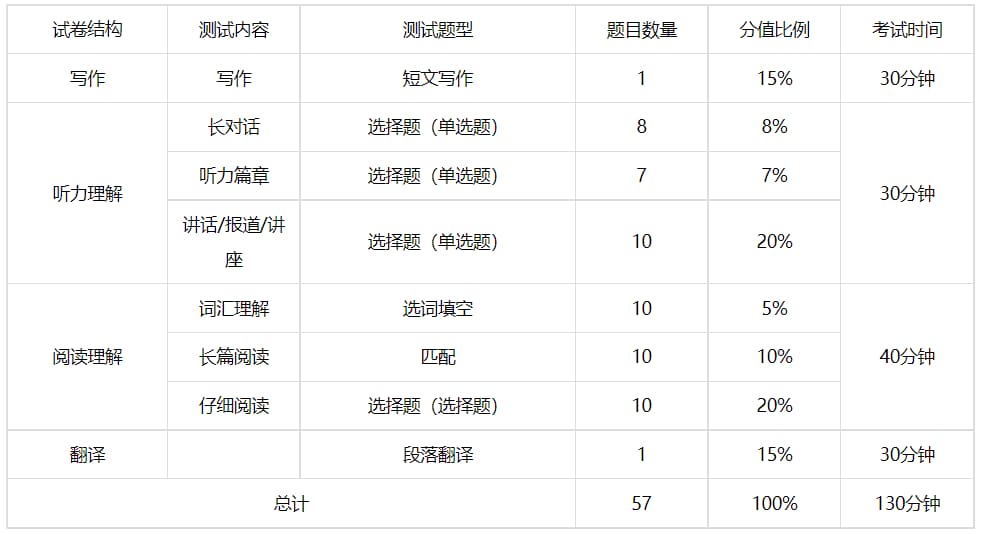 试卷结构 测试内容 测试题型 题目数量 分值比例 考试时间
写作 写作 短文写作 1 15% 30分钟
听力理解 长对话 选择题（单选题） 8 8% 30分钟
听力篇章 选择题（单选题） 7 7%
讲话/报道/讲
座 选择题（单选题） 10 20%
阅读理解 词汇理解 选词填空 10 5% 40分钟
长篇阅读 匹配 10 10%
仔细阅读 选择题（选择题） 10 20%
翻译 段落翻译 1 15% 30分钟
总计 57 100% 130分钟